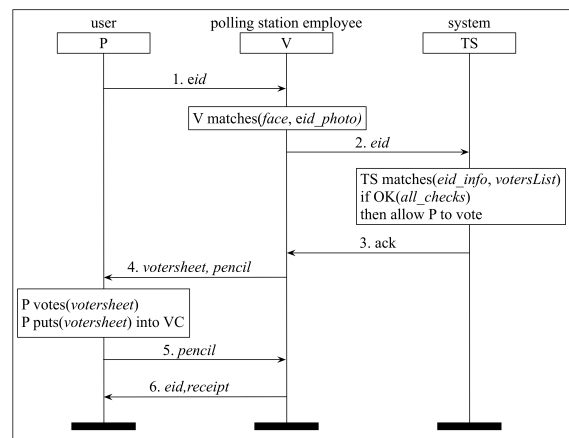 user polling station employee system
P V TS
1. eid
V matches(face, eid_photo)
2. eid
TS matches(eid_info, votersList)
if OK(all_checks)
then allow P to vote
3. ack
4. votersheet, pencil
P votes(votersheet)
P puts(votersheet) into VC
5. pencil
6. eid,receipt